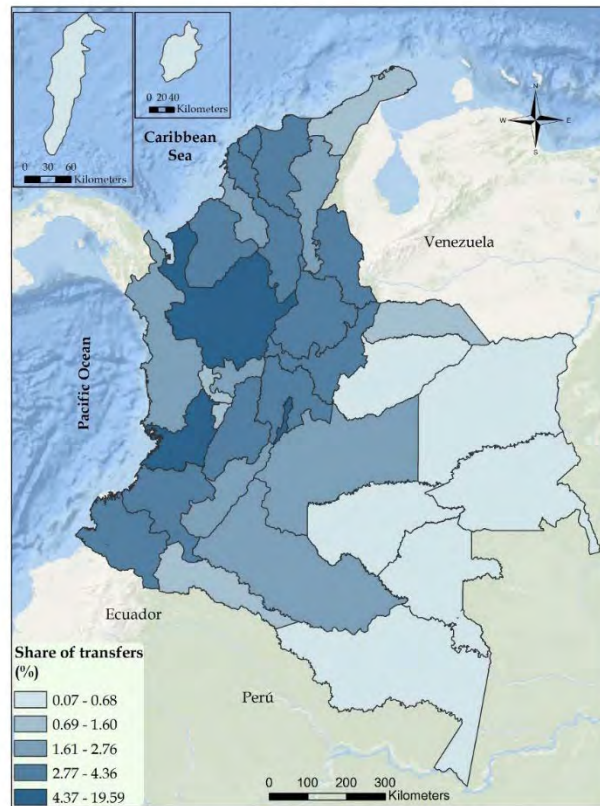 0 30 60
Kilometers
0 20 40
Kilometers
N
W E
S
Caribbean
Sea
Venezuela
Pacific Ocean
Ecuador
Perú
Share of transfers
(%)
0.07 - 0.68
0.69 - 1.60
1.61 - 2.76
2.77 - 4.36
4.37 - 19.59
0 100 200 300
Kilometers